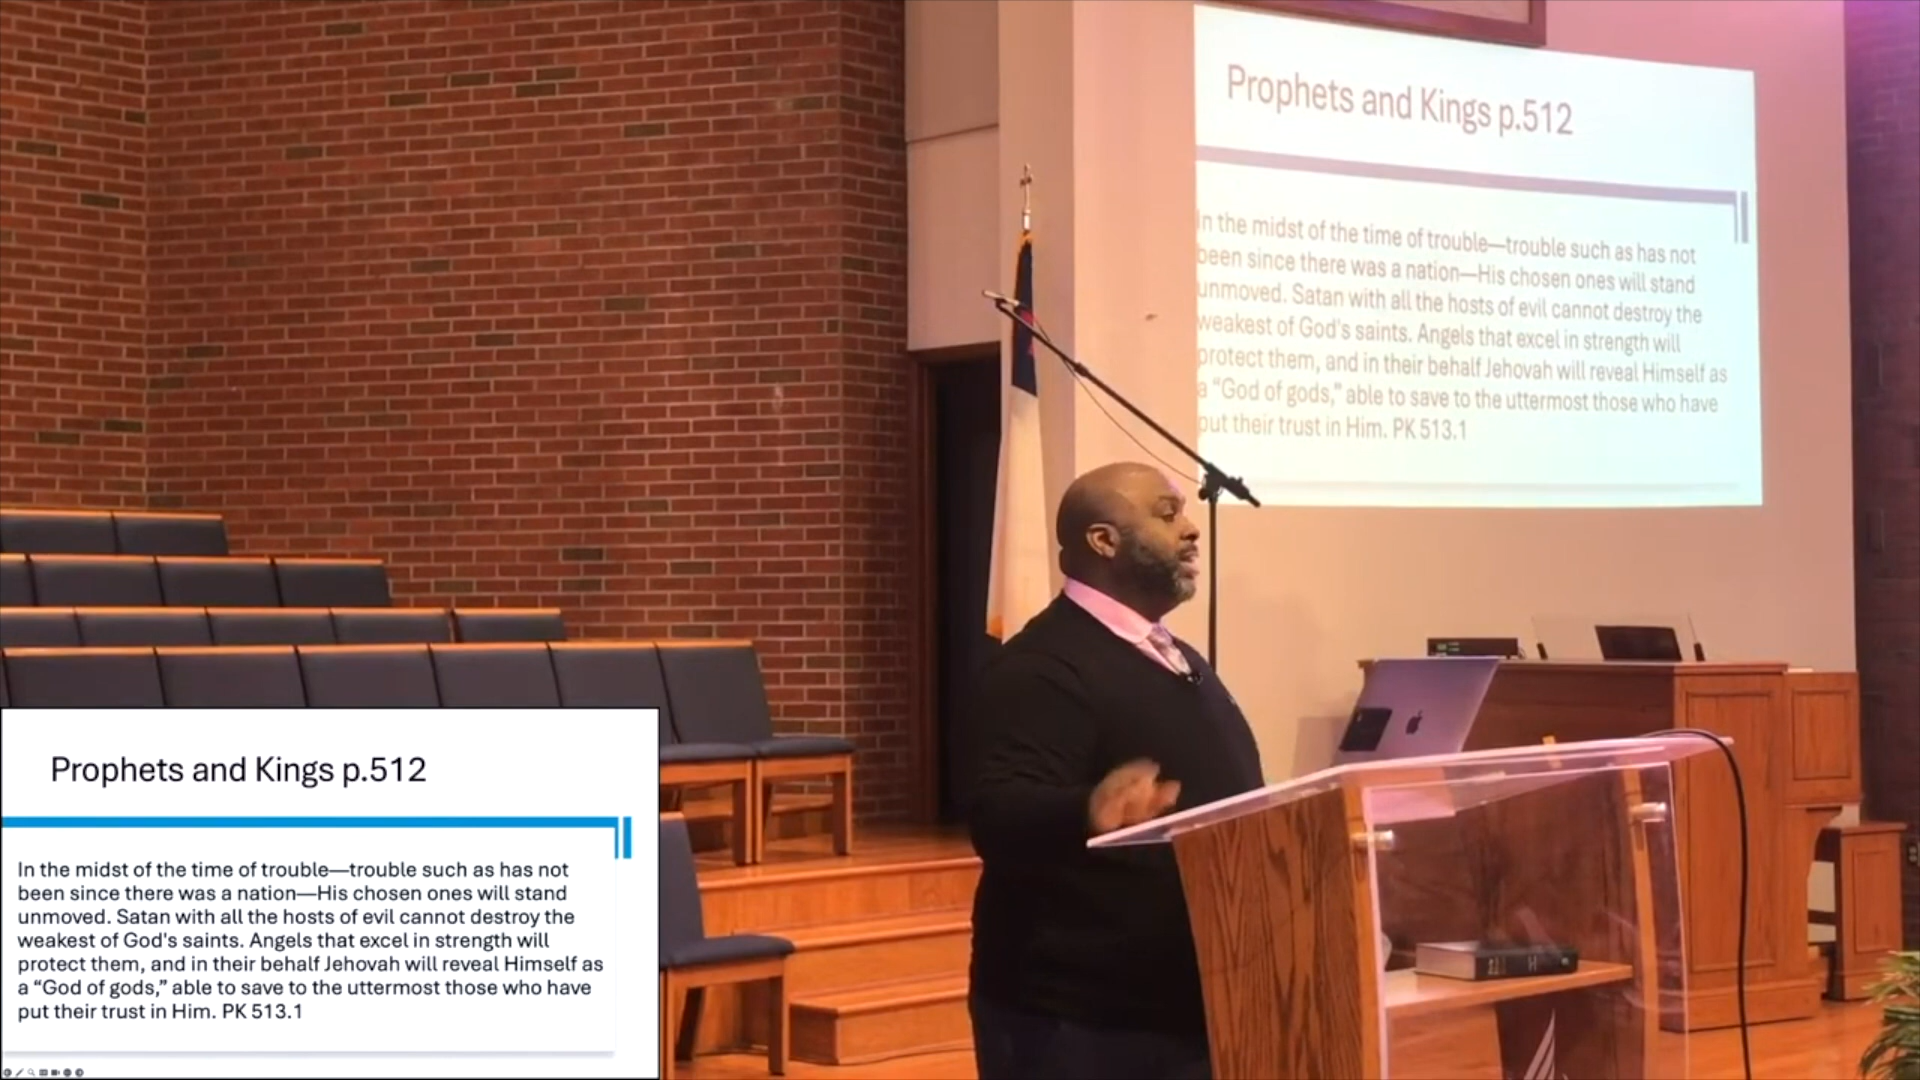 Prophets and Kings p.512
In the midst of the time of trouble—trouble such as has not
been since there was a nation—His chosen ones will stand
unmoved. Satan with all the hosts of evil cannot destroy the
weakest of God's saints. Angels that excel in strength will
protect them, and in their behalf Jehovah will reveal Himself as
a “God of gods,” able to save to the uttermost those who have
put their trust in Him. PK 513.1
Prophets and Kings p.512
In the midst of the time of trouble—trouble such as has not
been since there was a nation—His chosen ones will stand
unmoved. Satan with all the hosts of evil cannot destroy the
weakest of God's saints. Angels that excel in strength will
protect them, and in their behalf Jehovah will reveal Himself as
a “God of gods,” able to save to the uttermost those who have
put their trust in Him. PK 513.1